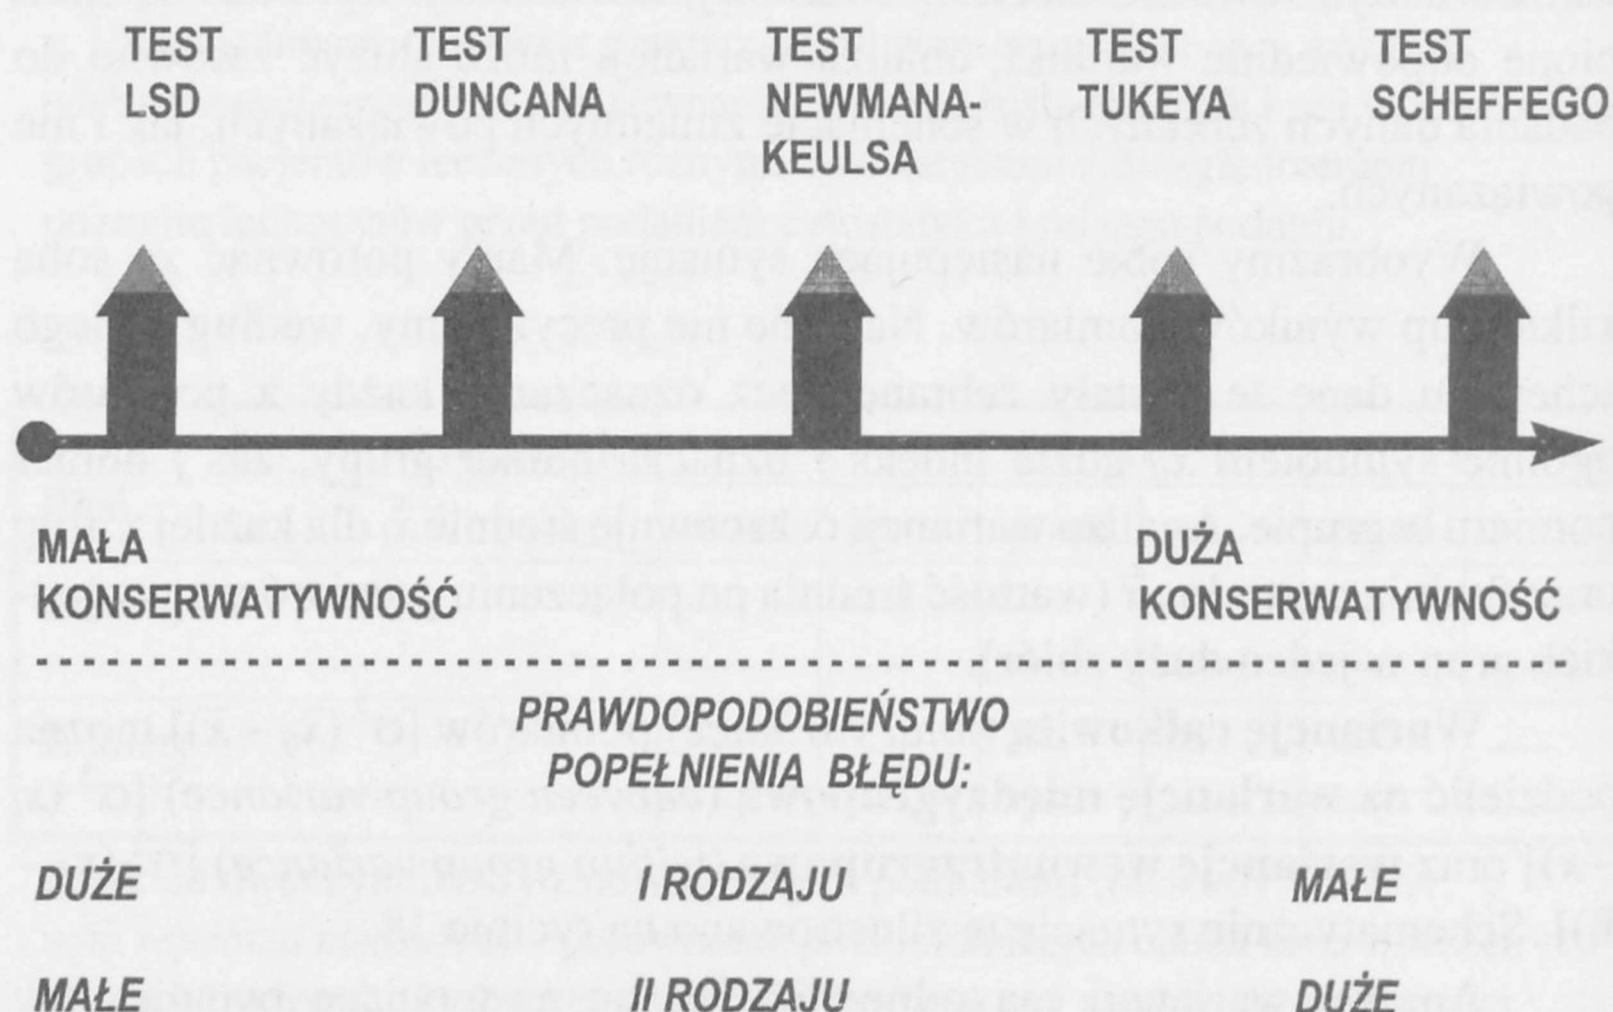 TEST TEST TEST TEST TEST
LSD DUNCANA NEWMANA- TUKEYA SCHEFFEGO
KEULSA
MAŁA DUŻA
KONSERWATYWNOŚĆ KONSERWATYWNOŚĆ
PRAWDOPODOBIEŃSTWO
POPEŁNIENIA BŁĘDU:
DUŻE I RODZAJU MAŁE
MAŁE II RODZAJU DUŻE